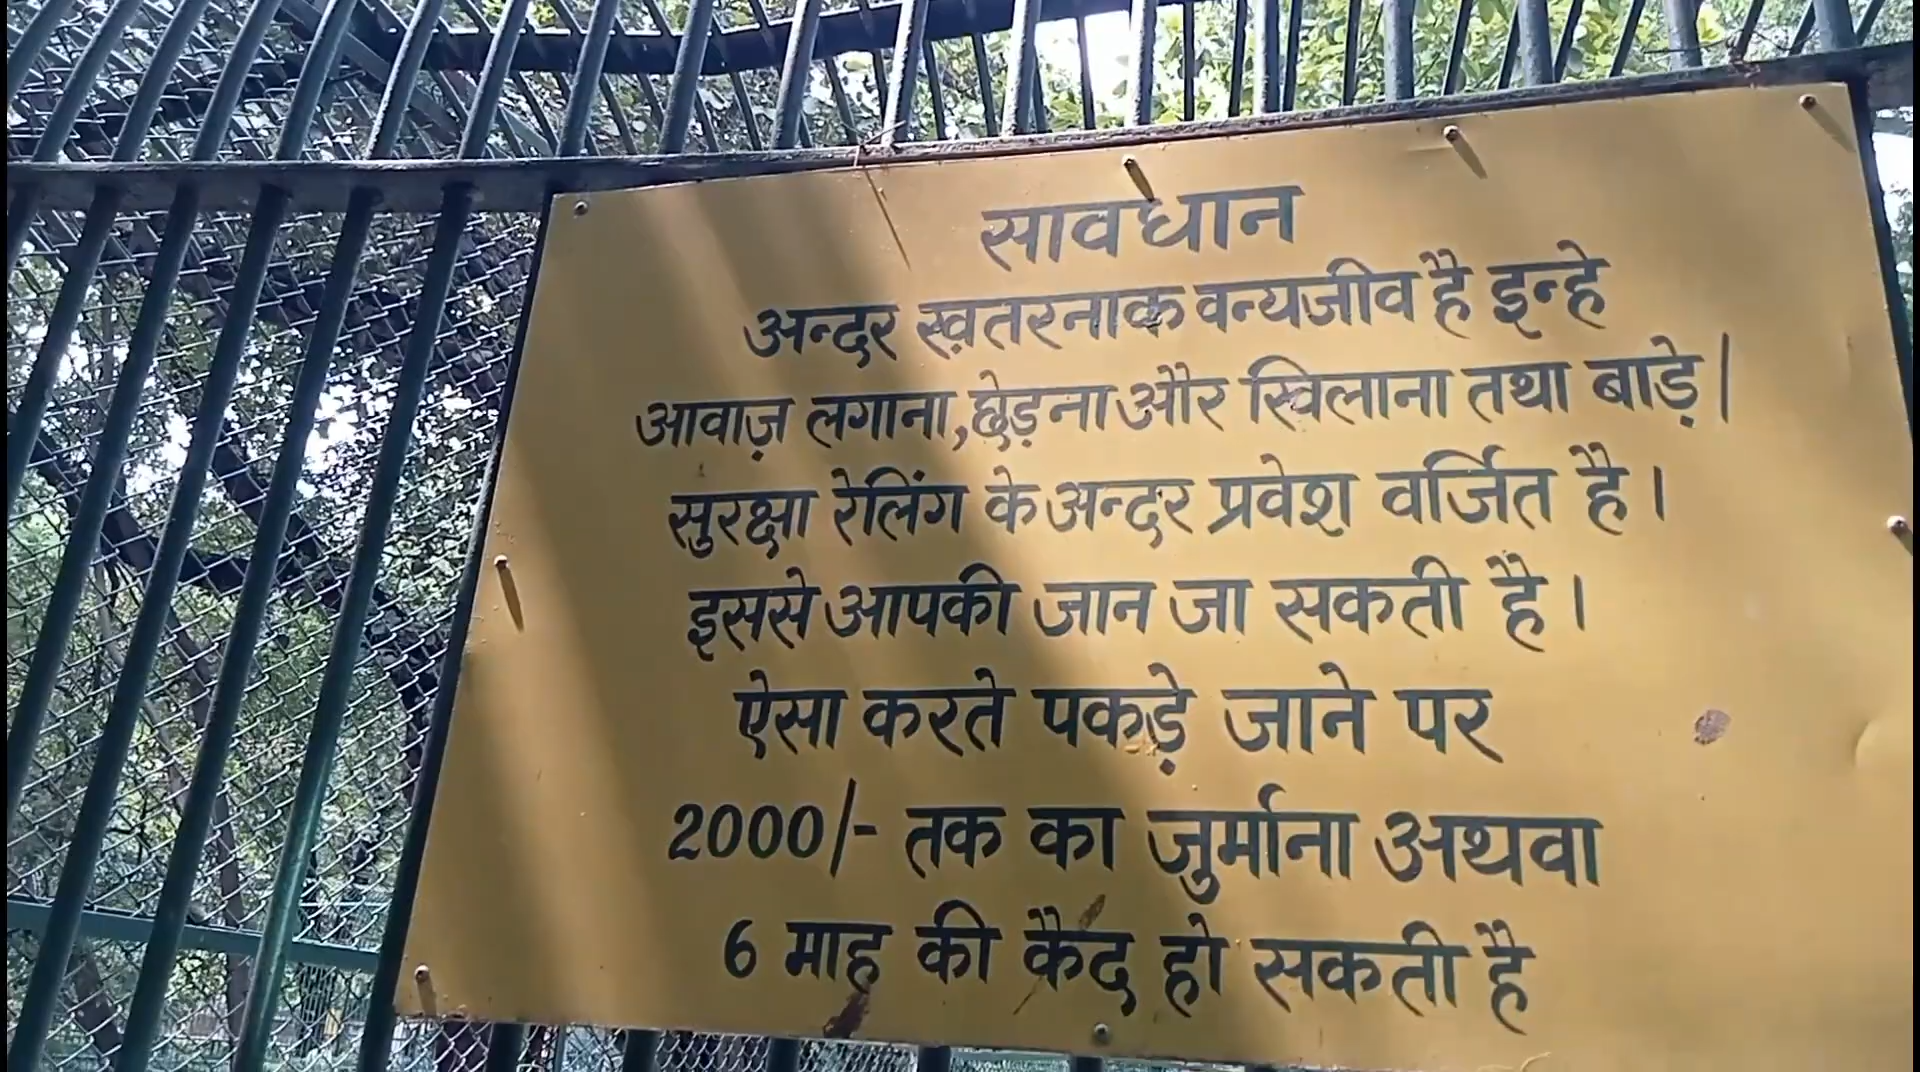 सावधान
अन्दर ख़तरनाक वन्यजीव है इन्हे
आवाज़ लगाना,छेड़ना और खिलाना तथा बाड़े|
सुरक्षा रेलिंग के अन्दर प्रवेश वर्जित है।
इससे आपकी जान जा सकती है।
ऐसा करते पकड़े जाने पर
2000/- तक का जुर्माना अथवा
6 माह की कैद हो सकती है